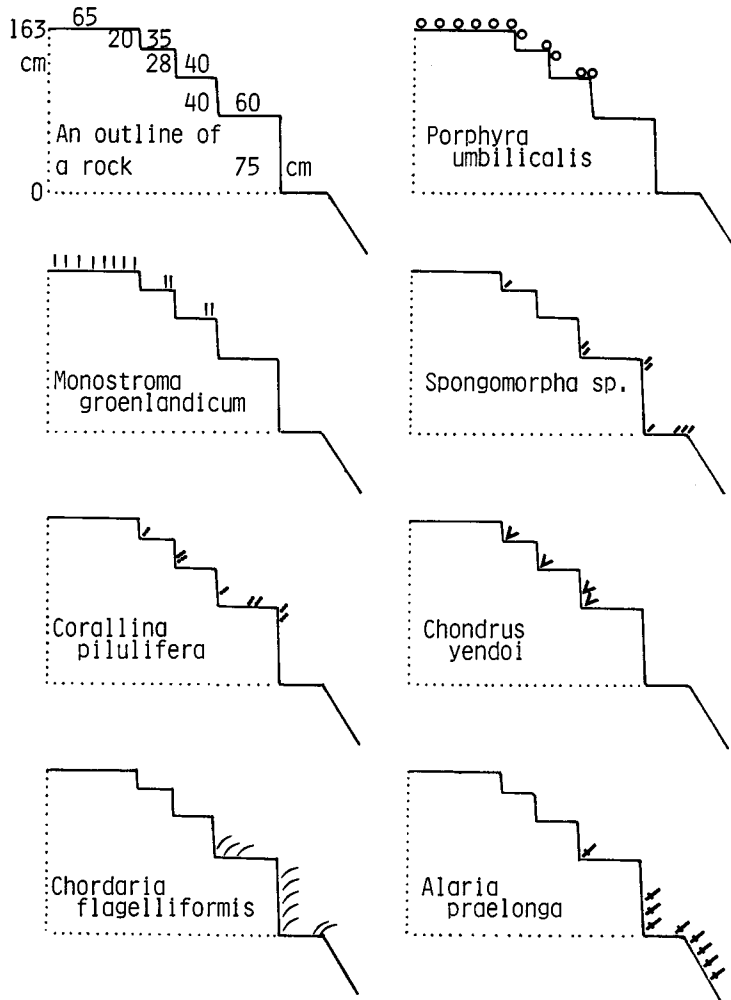 65
163
20 35
cm
28 40
40 60
An outline of
a rock
75 cm
0
Porphyra
umbilicalis
Monostroma
groenlandicum
Spongomorpha sp.
Corallina
pilulifera
Chondrus
yendoi
Chordaria
flagelliformis
Alaria
praelonga